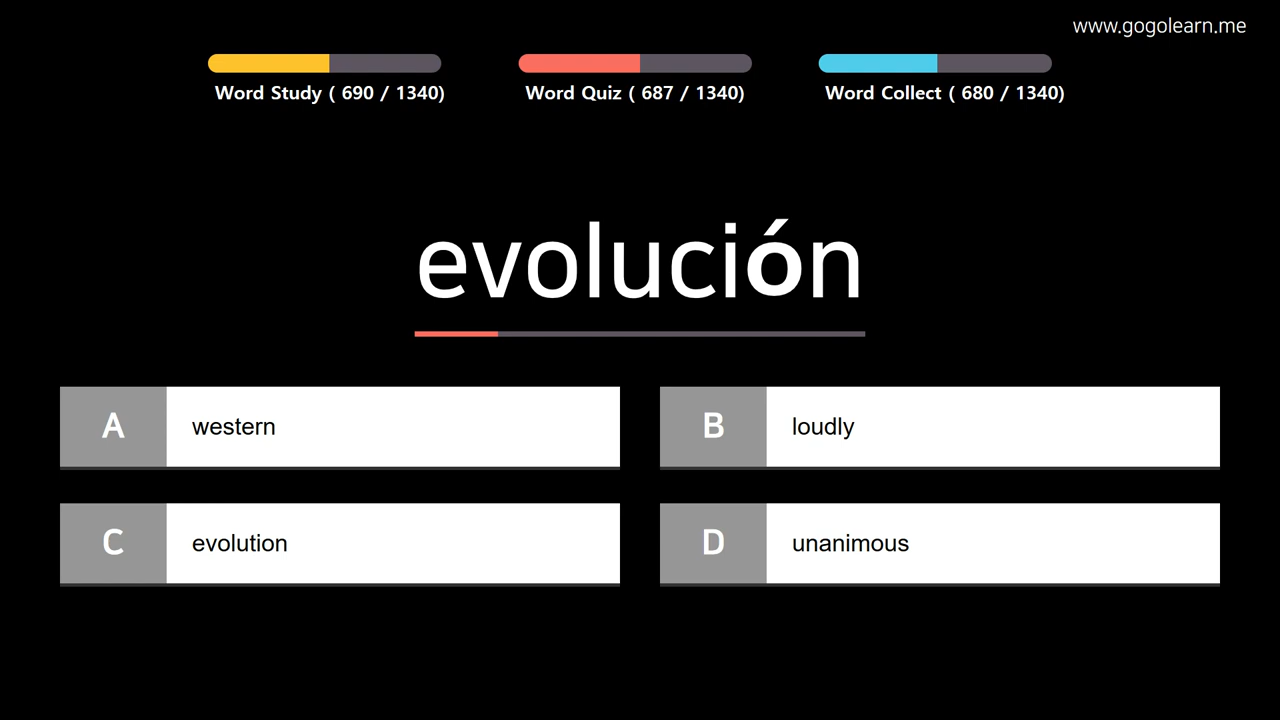 www.gogolearn.me
Word Study ( 690 / 1340)
Word Quiz ( 687 / 1340)
Word Collect ( 680 / 1340)
evolución
A
western
B
loudly
C
evolution
D
unanimous